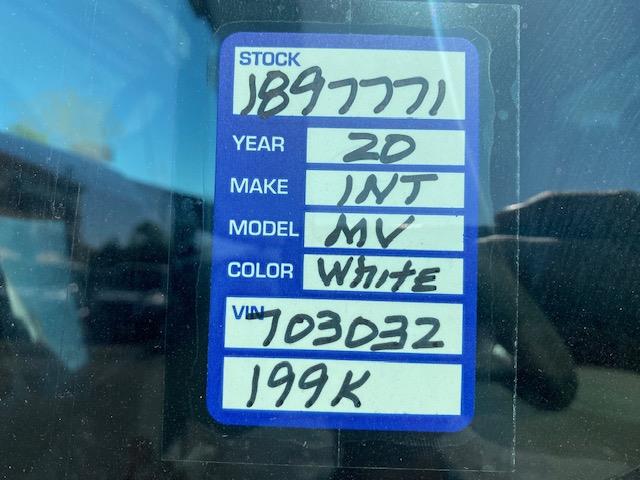 STOCK
1897771
YEAR 20
MAKE INT
MODEL MV
COLOR WHITE
VIN 703032
199K